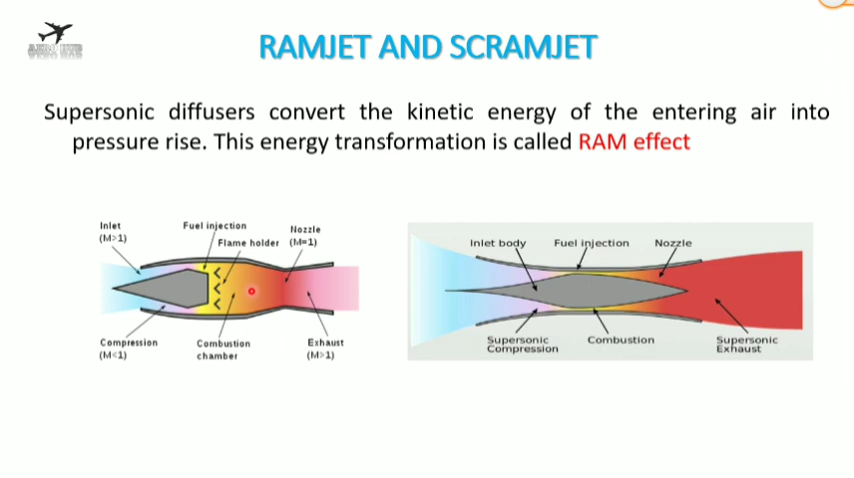 AERO HUB
RAMJET AND SCRAMJET
Supersonic diffusers convert the kinetic energy of the entering air into
pressure rise. This energy transformation is called RAM effect
Inlet
(M>1)
Fuel injection
Flame holder
Nozzle
(M=1)
Compression
(M<1)
Combustion
chamber
Exhaust
(M>1)
Inlet body
Fuel injection
Nozzle
Supersonic
Compression
Combustion
Supersonic
Exhaust